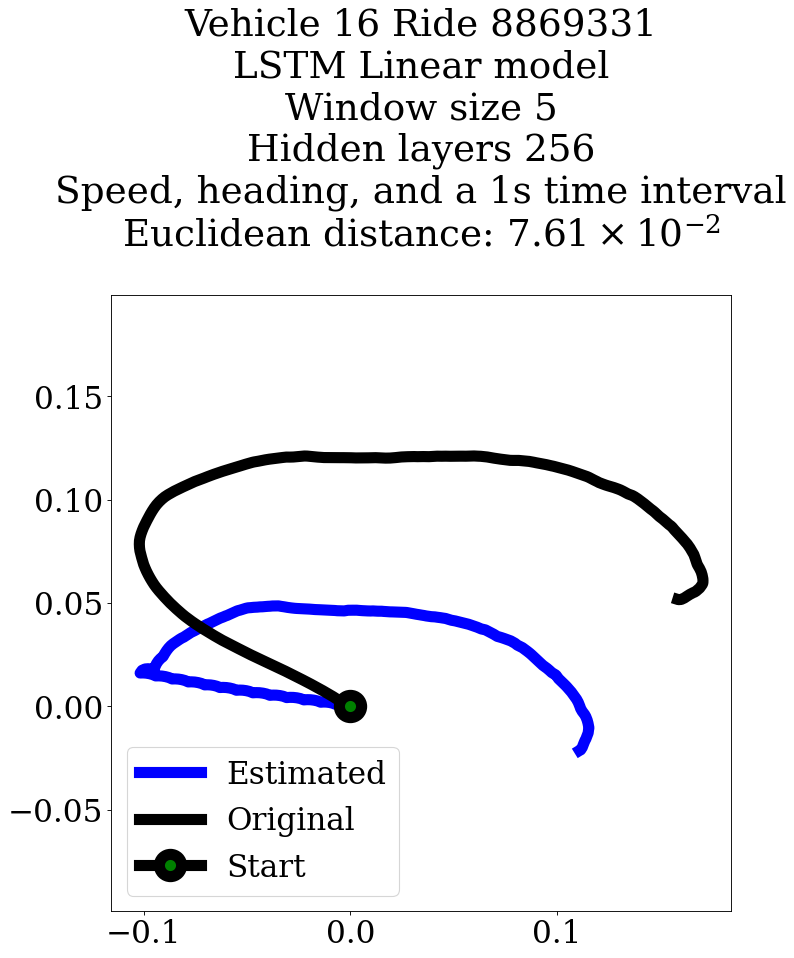 Vehicle 16 Ride 8869331
LSTM Linear model
Window size 5
Hidden layers 256
Speed, heading, and a 1s time interval
Euclidean distance: 7.61 × 10⁻²
0.15
0.10
0.05
0.00
−0.05
Estimated
Original
Start
−0.1
0.0
0.1